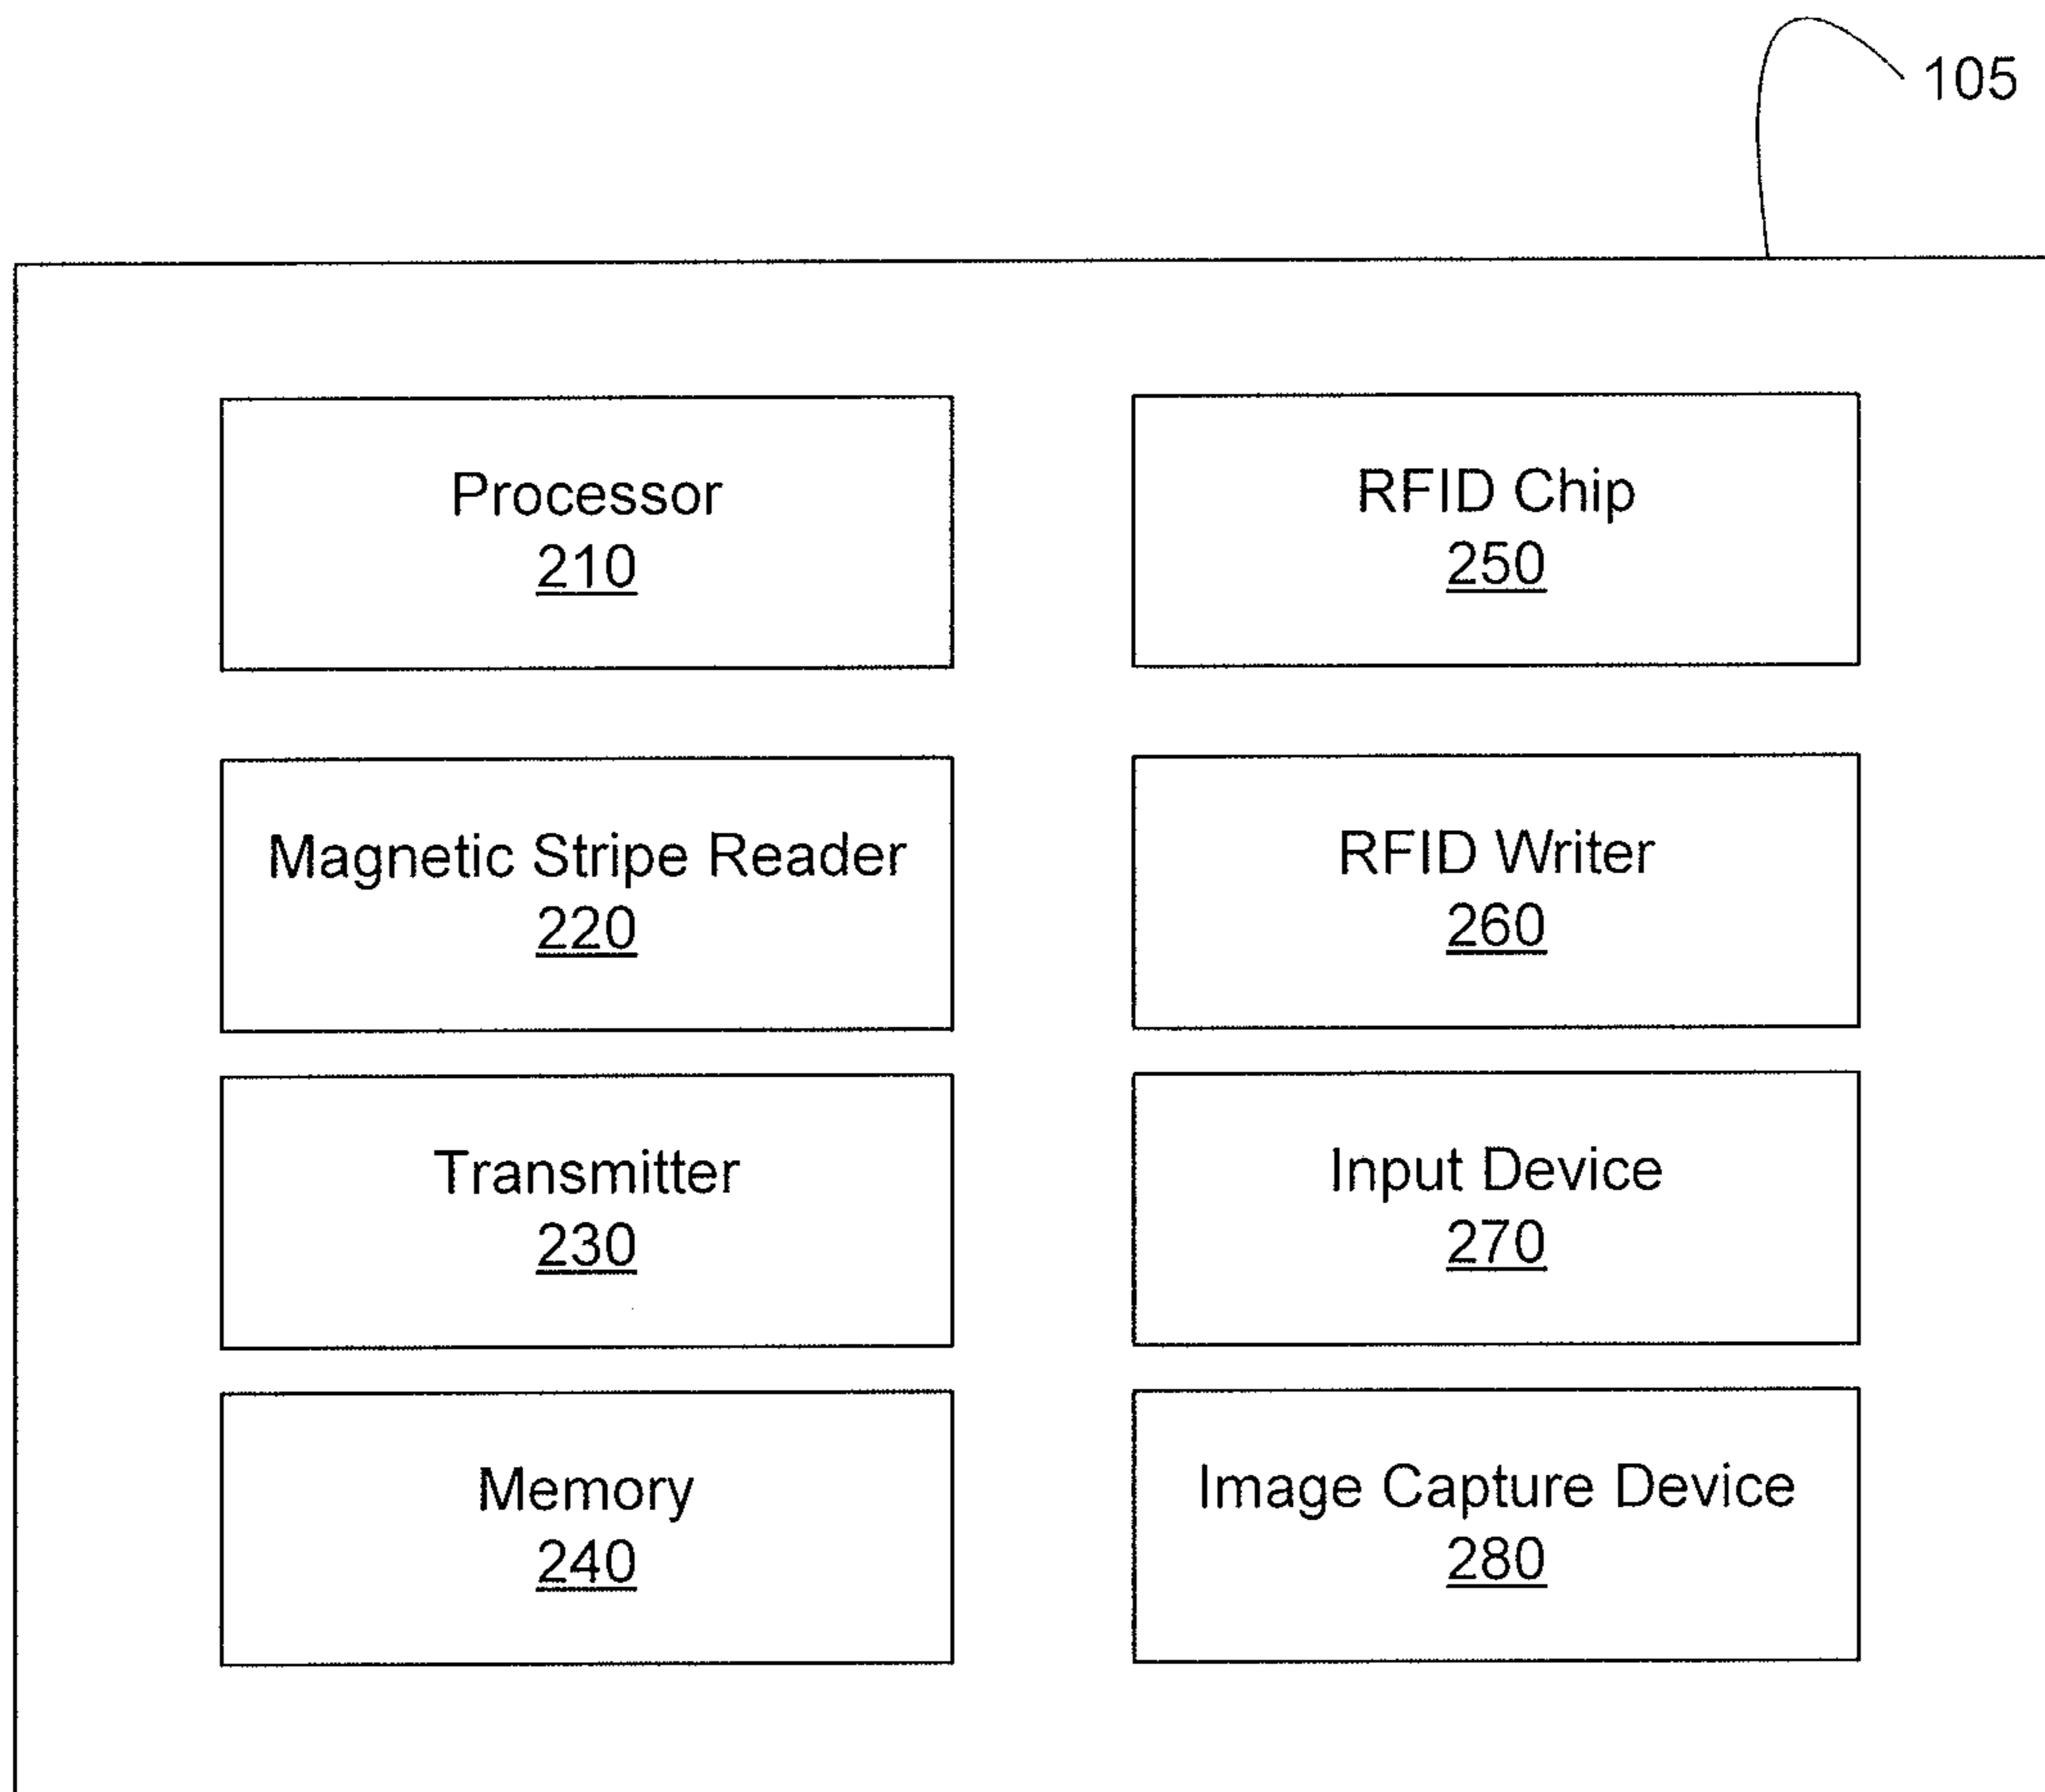 105
Processor
210
RFID Chip
250
Magnetic Stripe Reader
220
RFID Writer
260
Transmitter
230
Input Device
270
Memory
240
Image Capture Device
280